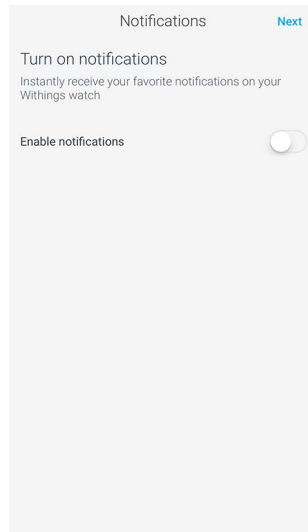 Notifications
Next
Turn on notifications
Instantly receive your favorite notifications on your
Withings watch
Enable notifications